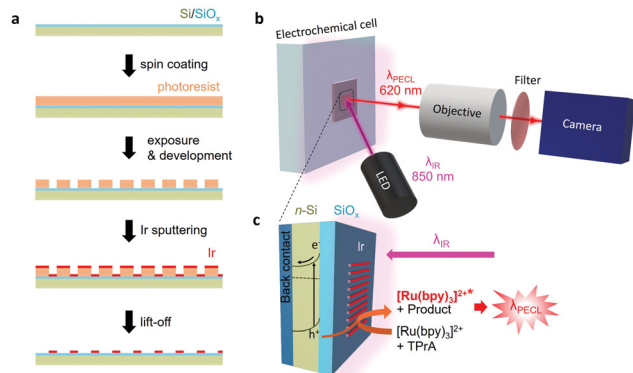 a
Si/SiOx
spin coating
photoresist
exposure
& development
Ir sputtering
Ir
lift-off
b
Electrochemical cell
λPECL
620 nm
Objective
Filter
Camera
λIR
850 nm
LED
c
n-Si
SiOx
Back contact
e-
h+
Ir
λIR
[Ru(bpy)3]2+*
+ Product
λPECL
[Ru(bpy)3]2+
+ TPrA